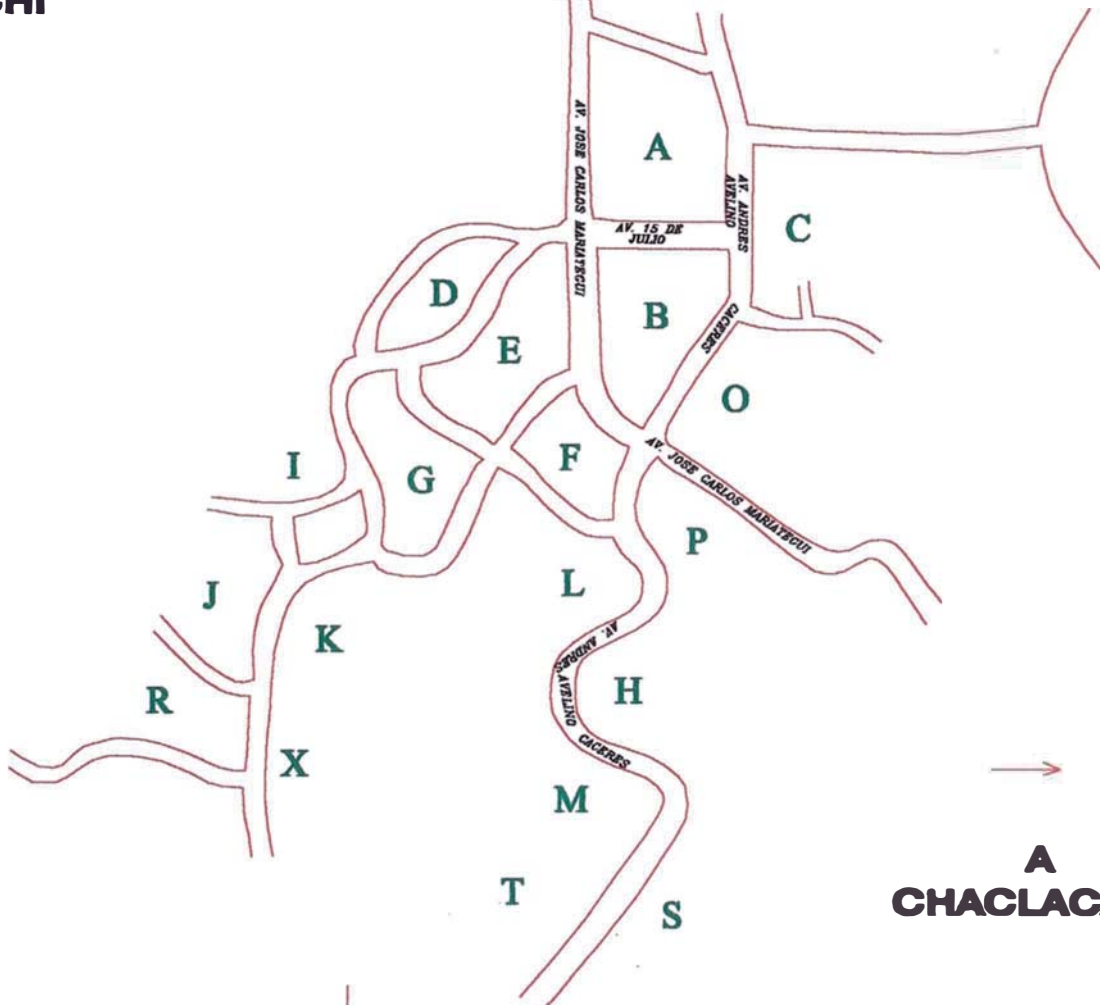 A
AV. JOSE CARLOS MARIATEGUI
AV. ANDRES
AVELINO
C
AV. 15 DE
JULIO
D
B
CACERES
E
O
I
G
F
AV. JOSE CARLOS MARIATEGUI
P
J
L
K
AV. ANDRES
AVELINO CACERES
H
R
X
M
T
S
A